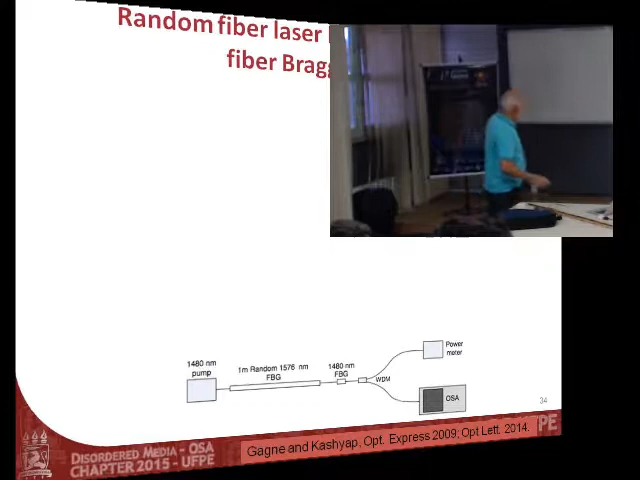 Random fiber laser
fiber Bragg
1480 nm
pump
1m Random 1576 nm
FBG
1480 nm
FBG
WDM
Power
meter
OSA
34
DISORDERED MEDIA - OSA
CHAPTER 2015 - UFPE
Gagne and Kashyap, Opt. Express 2009; Opt Lett. 2014.
PE